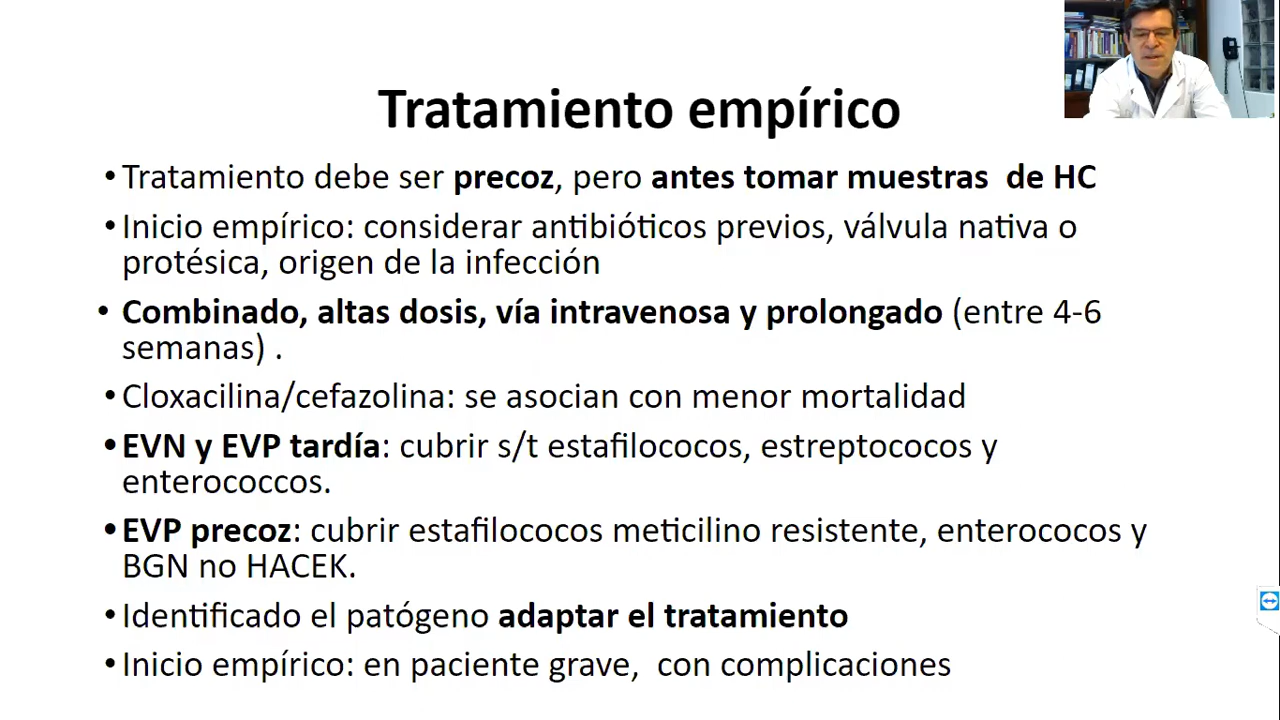 Tratamiento empírico
•Tratamiento debe ser precoz, pero antes tomar muestras de HC
•Inicio empírico: considerar antibióticos previos, válvula nativa o
protésica, origen de la infección
• Combinado, altas dosis, vía intravenosa y prolongado (entre 4-6
semanas) .
•Cloxacilina/cefazolina: se asocian con menor mortalidad
•EVN y EVP tardía: cubrir s/t estafilococos, estreptococos y
enterococcos.
•EVP precoz: cubrir estafilococos meticilino resistente, enterococos y
BGN no HACEK.
•Identificado el patógeno adaptar el tratamiento
•Inicio empírico: en paciente grave, con complicaciones